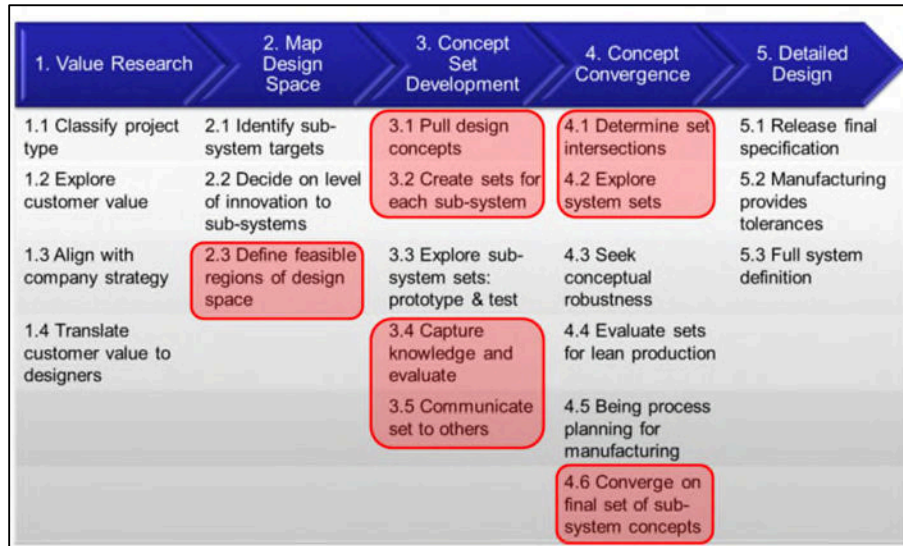 1. Value Research
2. Map
Design
Space
3. Concept
Set
Development
4. Concept
Convergence
5. Detailed
Design
1.1 Classify project
type
1.2 Explore
customer value
1.3 Align with
company strategy
1.4 Translate
customer value to
designers
2.1 Identify sub-
system targets
2.2 Decide on level
of innovation to
sub-systems
2.3 Define feasible
regions of design
space
3.1 Pull design
concepts
3.2 Create sets for
each sub-system
3.3 Explore sub-
system sets:
prototype & test
3.4 Capture
knowledge and
evaluate
3.5 Communicate
set to others
4.1 Determine set
intersections
4.2 Explore
system sets
4.3 Seek
conceptual
robustness
4.4 Evaluate sets
for lean production
4.5 Being process
planning for
manufacturing
4.6 Converge on
final set of sub-
system concepts
5.1 Release final
specification
5.2 Manufacturing
provides
tolerances
5.3 Full system
definition